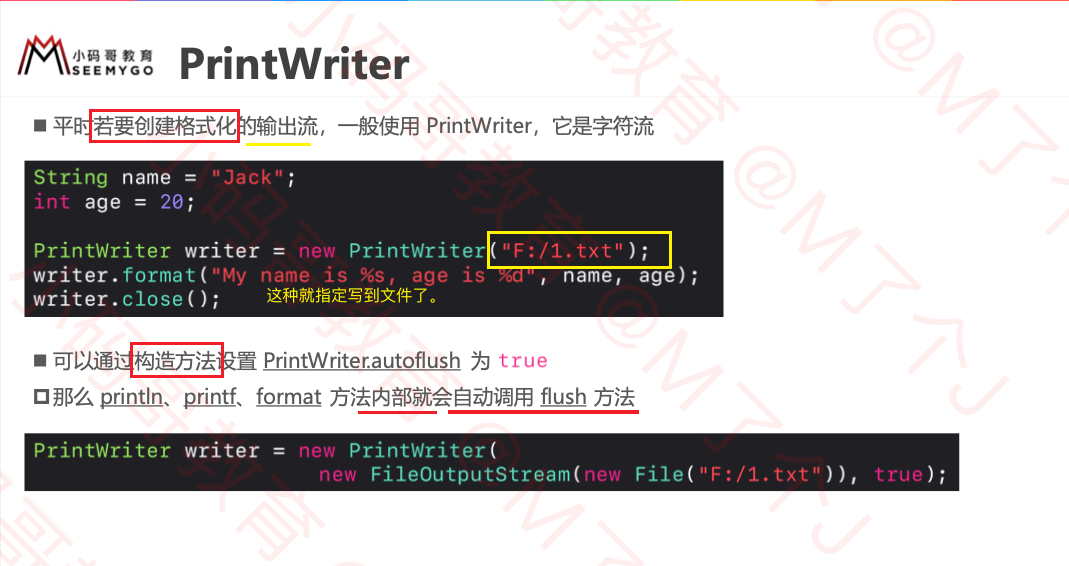 小码哥教育
SEEMYGO
PrintWriter
平时若要创建格式化的输出流，一般使用 PrintWriter，它是字符流
String name = "Jack";
int age = 20;
PrintWriter writer = new PrintWriter("F:/1.txt");
writer.format("My name is %s, age is %d", name, age);
writer.close();
这种就指定写到文件了。
可以通过构造方法设置 PrintWriter.autoflush 为 true
那么 println、printf、format 方法内部就会自动调用 flush 方法
PrintWriter writer = new PrintWriter(
new FileOutputStream(new File("F:/1.txt")), true);
小码哥教育 @M了个J